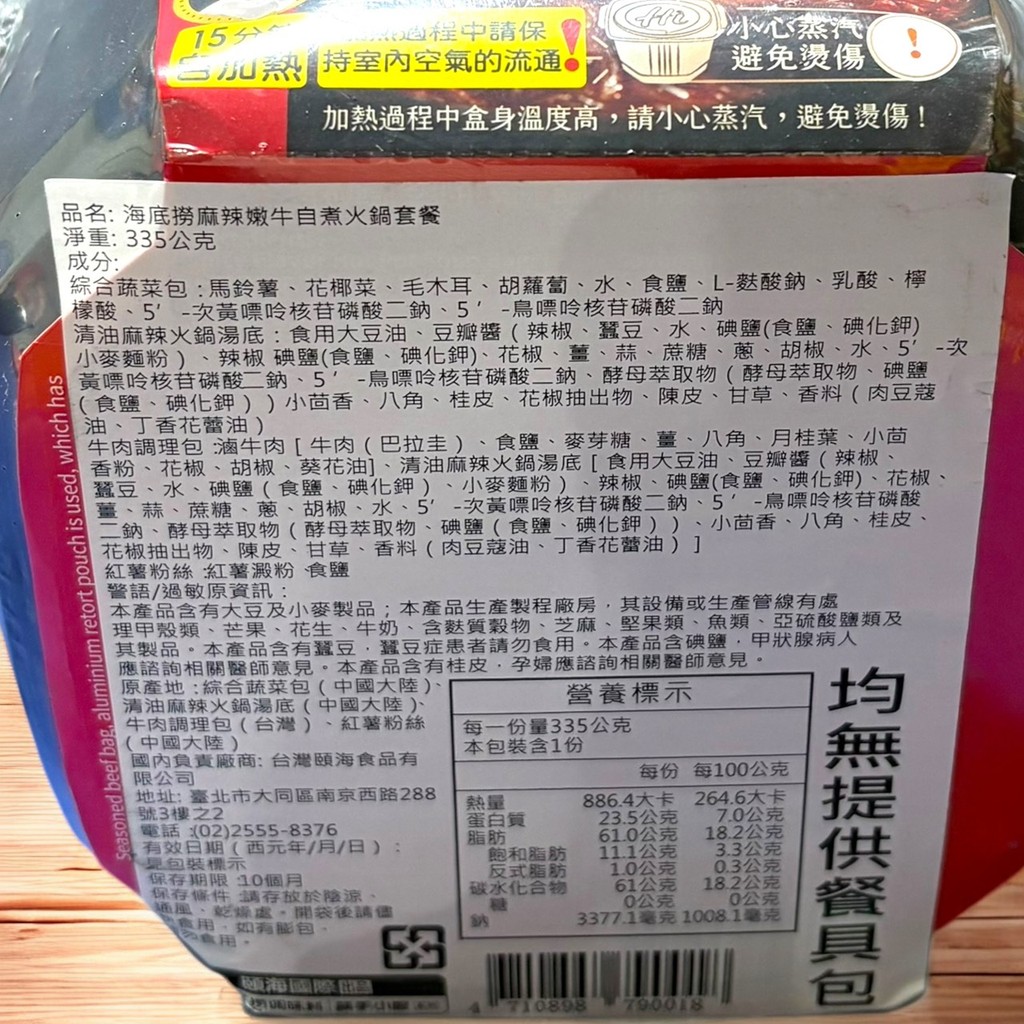 15分
自加熱
過程中請保
持室內空氣的流通!
小心蒸汽
避免燙傷
加熱過程中盒身溫度高，請小心蒸汽，避免燙傷!
品名: 海底撈麻辣嫩牛自煮火鍋套餐
淨重: 335公克
成分:
綜合蔬菜包:馬鈴薯、花椰菜、毛木耳、胡蘿蔔、水、食鹽、L-麩酸鈉、乳酸、檸
檬酸、5’-次黃嘌呤核苷磷酸二鈉、5’-鳥嘌呤核苷磷酸二鈉
清油麻辣火鍋湯底：食用大豆油、豆瓣醬（辣椒、蠶豆、水、碘鹽(食鹽、碘化鉀)
小麥麵粉）、辣椒 碘鹽(食鹽、碘化鉀)、花椒、薑、蒜、蔗糖、蔥、胡椒、水、5’-次
黃嘌呤核苷磷酸二鈉、5’-鳥嘌呤核苷磷酸二鈉、酵母萃取物（酵母萃取物、碘鹽
（食鹽、碘化鉀））小茴香、八角、桂皮、花椒抽出物、陳皮、甘草、香料（肉豆蔻
油、丁香花蕾油）
牛肉調理包:滷牛肉[牛肉（巴拉圭）、食鹽、麥芽糖、薑、八角、月桂葉、小茴
香粉、花椒、胡椒、葵花油]、清油麻辣火鍋湯底[食用大豆油、豆瓣醬（辣椒、
蠶豆、水、碘鹽（食鹽、碘化鉀）、小麥麵粉）、辣椒、碘鹽(食鹽、碘化鉀)、花椒、
薑、蒜、蔗糖、蔥、胡椒、水、5’-次黃嘌呤核苷磷酸二鈉、5’-鳥嘌呤核苷磷酸
二鈉、酵母萃取物（酵母萃取物、碘鹽（食鹽、碘化鉀））、小茴香、八角、桂皮、
花椒抽出物、陳皮、甘草、香料（肉豆蔻油、丁香花蕾油）]
紅薯粉絲:紅薯澱粉、食鹽
警語/過敏原資訊：
本產品含有大豆及小麥製品；本產品生產製程廠房，其設備或生產管線有處
理甲殼類、芒果、花生、牛奶、含麩質穀物、芝麻、堅果類、魚類、亞硫酸鹽類及
其製品。本產品含有蠶豆，蠶豆症患者請勿食用。本產品含碘鹽，甲狀腺病人
應諮詢相關醫師意見。本產品含有桂皮，孕婦應諮詢相關醫師意見。
原產地:綜合蔬菜包（中國大陸）、
清油麻辣火鍋湯底（中國大陸）、
牛肉調理包（台灣）、紅薯粉絲
（中國大陸）
國內負責廠商: 台灣頤海食品有
限公司
地址: 臺北市大同區南京西路288
號3樓之2
電話:(02)2555-8376
有效日期（西元年/月/日）：
見包裝標示
保存期限:10個月
保存條件:請存放於陰涼、
通風、乾燥處，開袋後請儘
食用，如有膨包，
食用。
營養標示
每一份量335公克
本包裝含1份
每份 每100公克
熱量 886.4大卡 264.6大卡
蛋白質 23.5公克 7.0公克
脂肪 61.0公克 18.2公克
飽和脂肪 11.1公克 3.3公克
反式脂肪 1.0公克 0.3公克
碳水化合物 61公克 18.2公克
糖 0公克 0公克
鈉 3377.1毫克 1008.1毫克
均無提供餐具包
4 710898 790018
Seasoned beef bag, aluminium retort pouch is used, which has